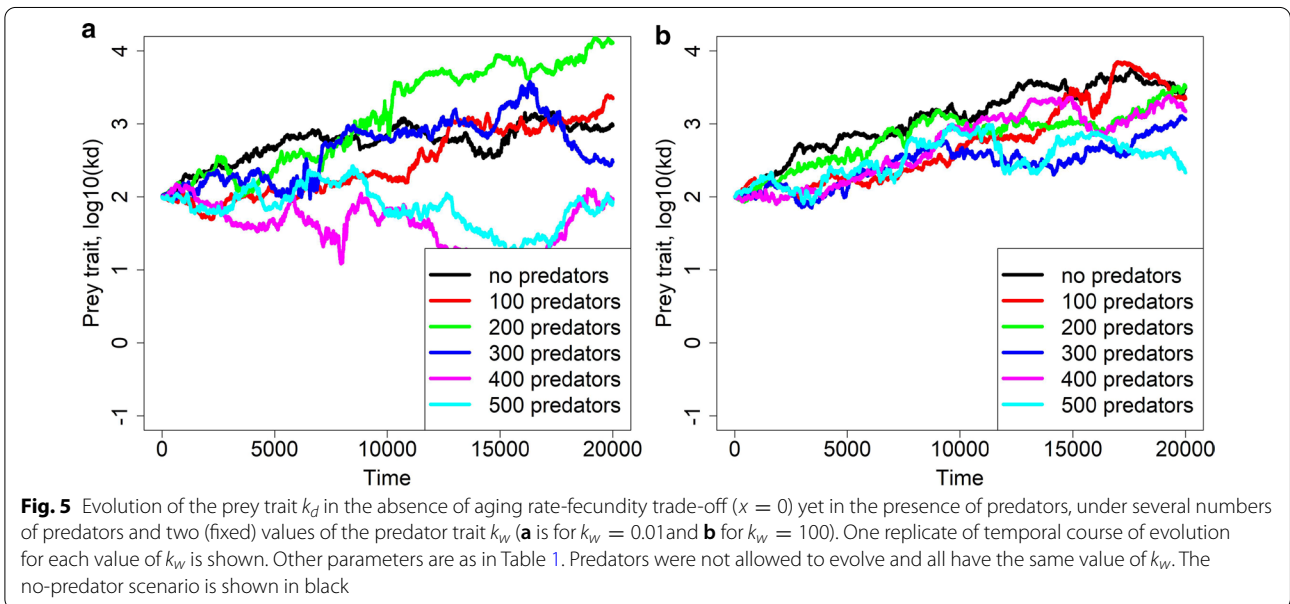 a
Prey trait, log10(kd)
4
3
2
1
0
-1
no predators
100 predators
200 predators
300 predators
400 predators
500 predators
0 5000 10000 15000 20000
Time
b
Prey trait, log10(kd)
4
3
2
1
0
-1
no predators
100 predators
200 predators
300 predators
400 predators
500 predators
0 5000 10000 15000 20000
Time
Fig. 5 Evolution of the prey trait k_d in the absence of aging rate-fecundity trade-off (x = 0) yet in the presence of predators, under several numbers
of predators and two (fixed) values of the predator trait k_w (a is for k_w = 0.01and b for k_w = 100). One replicate of temporal course of evolution
for each value of k_w is shown. Other parameters are as in Table 1. Predators were not allowed to evolve and all have the same value of k_w. The
no-predator scenario is shown in black